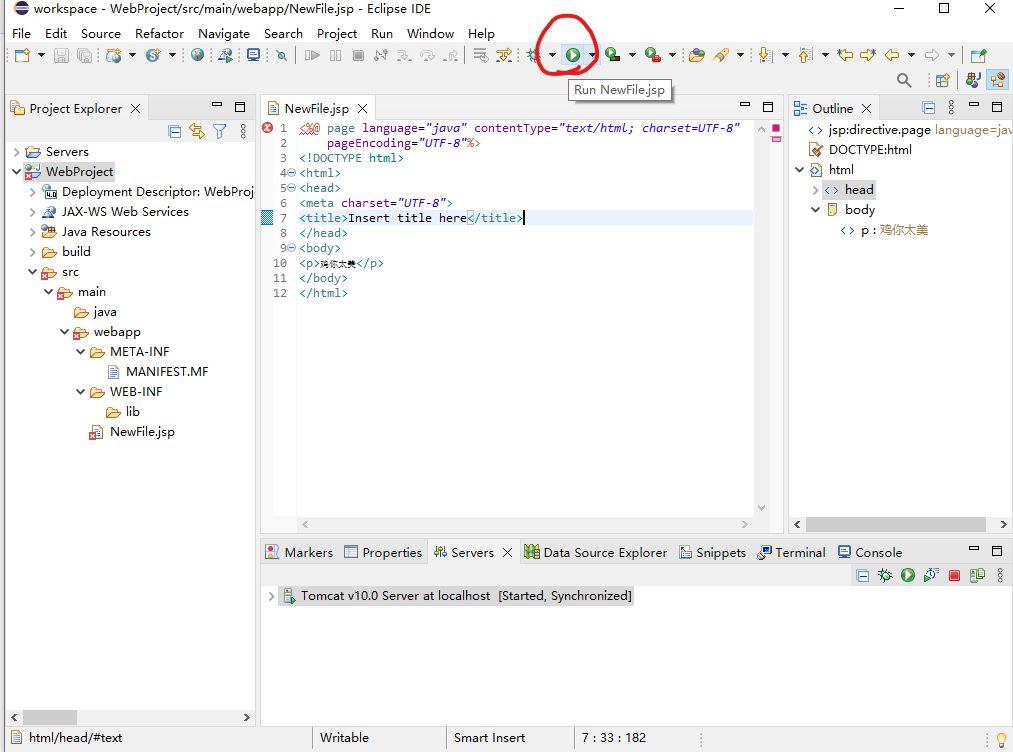 workspace - WebProject/src/main/webapp/NewFile.jsp - Eclipse IDE
File Edit Source Refactor Navigate Search Project Run Window Help
Run NewFile.jsp
Project Explorer
Servers
WebProject
Deployment Descriptor: WebProj
JAX-WS Web Services
Java Resources
build
src
main
java
webapp
META-INF
MANIFEST.MF
WEB-INF
lib
NewFile.jsp
NewFile.jsp
1 <%@ page language="java" contentType="text/html; charset=UTF-8"
2 pageEncoding="UTF-8"%>
3 <!DOCTYPE html>
4 <html>
5 <head>
6 <meta charset="UTF-8">
7 <title>Insert title here</title>
8 </head>
9 <body>
10 <p>鸡你太美</p>
11 </body>
12 </html>
Outline
jsp:directive.page language=jav
DOCTYPE:html
html
head
body
p : 鸡你太美
Markers Properties Servers Data Source Explorer Snippets Terminal Console
Tomcat v10.0 Server at localhost [Started, Synchronized]
html/head/#text Writable Smart Insert 7 : 33 : 182